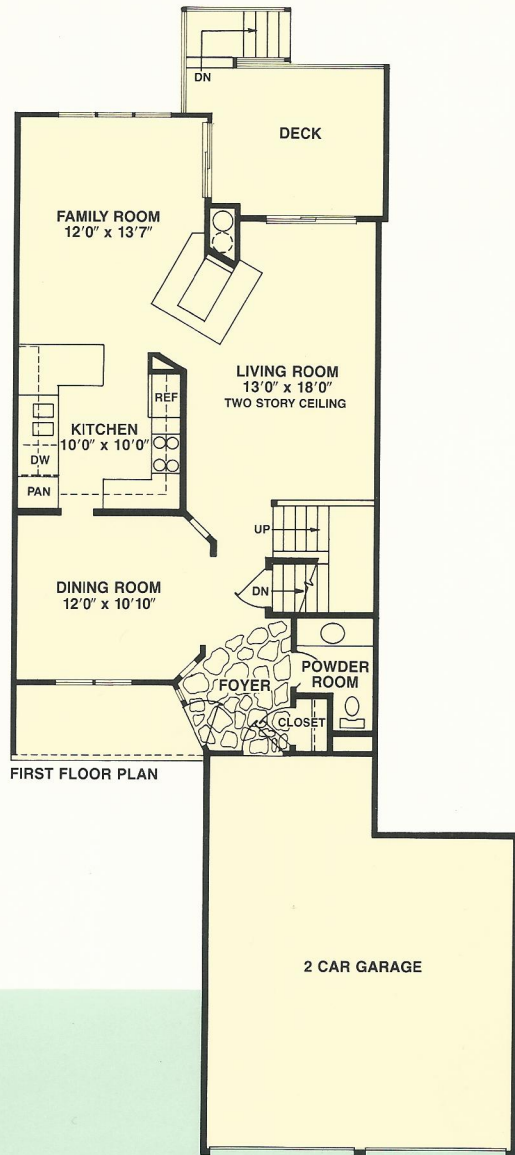 DN
DECK
FAMILY ROOM
12'0" x 13'7"
LIVING ROOM
13'0" x 18'0"
TWO STORY CEILING
REF
KITCHEN
10'0" x 10'0"
DW
PAN
UP
DN
DINING ROOM
12'0" x 10'10"
POWDER
ROOM
FOYER
CLOSET
FIRST FLOOR PLAN
2 CAR GARAGE